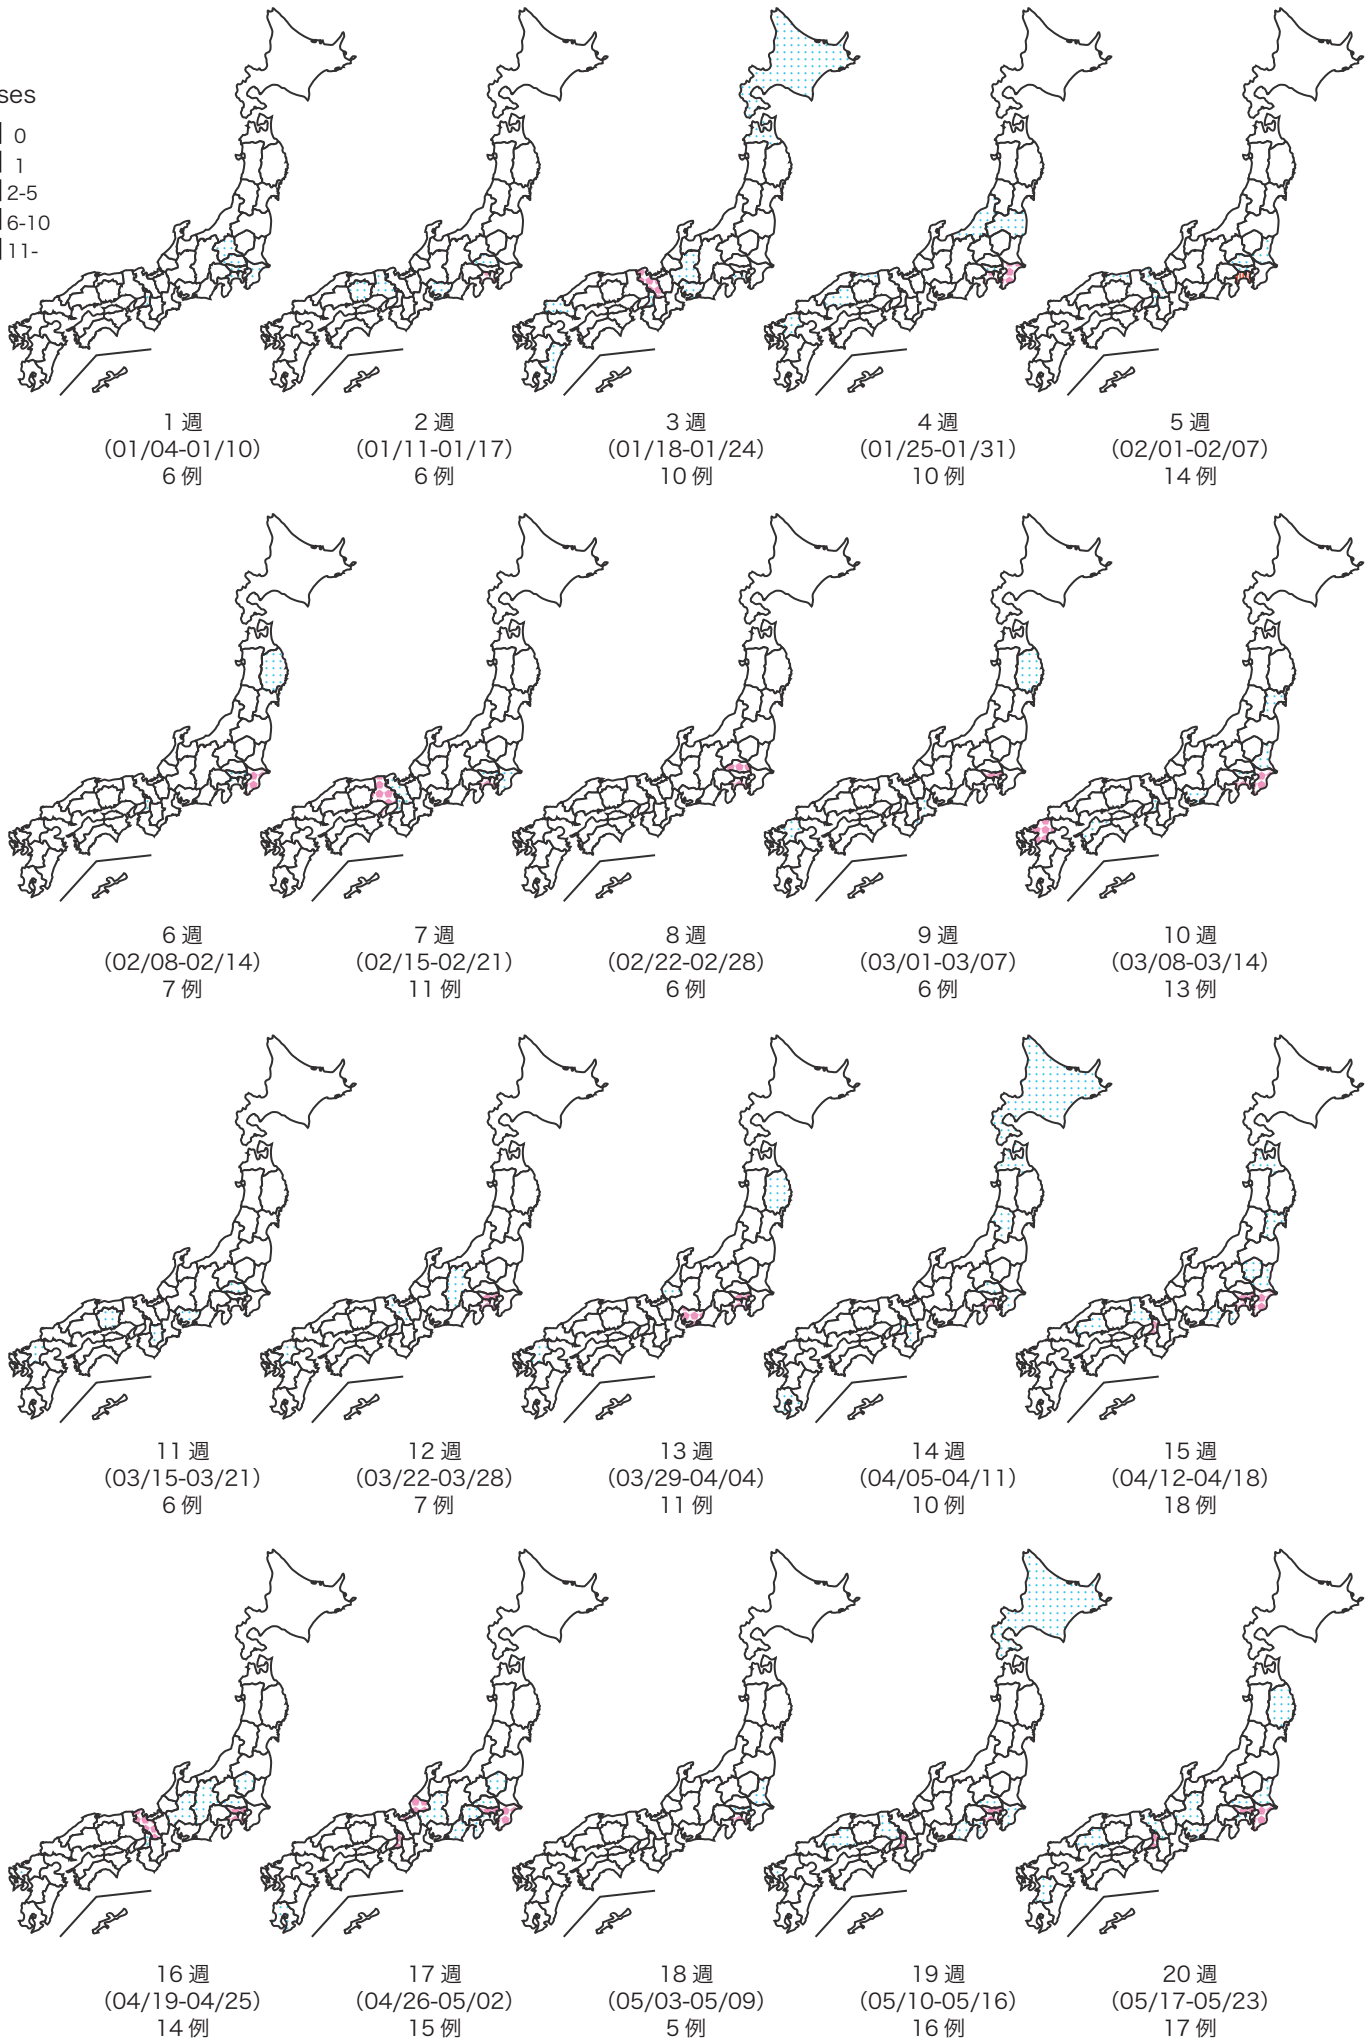 ses
0
1
2-5
6-10
11-
1 週
（01/04-01/10）
6 例
2 週
（01/11-01/17）
6 例
3 週
（01/18-01/24）
10 例
4 週
（01/25-01/31）
10 例
5 週
（02/01-02/07）
14 例
6 週
（02/08-02/14）
7 例
7 週
（02/15-02/21）
11 例
8 週
（02/22-02/28）
6 例
9 週
（03/01-03/07）
6 例
10 週
（03/08-03/14）
13 例
11 週
（03/15-03/21）
6 例
12 週
（03/22-03/28）
7 例
13 週
（03/29-04/04）
11 例
14 週
（04/05-04/11）
10 例
15 週
（04/12-04/18）
18 例
16 週
（04/19-04/25）
14 例
17 週
（04/26-05/02）
15 例
18 週
（05/03-05/09）
5 例
19 週
（05/10-05/16）
16 例
20 週
（05/17-05/23）
17 例